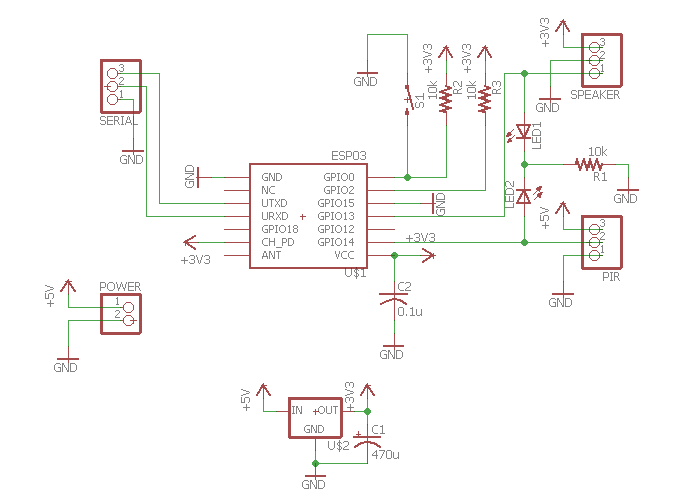 SERIAL
3
2
1
GND
GND
S1
+3V3
10k
R2
+3V3
10k
R3
+3V3
3
2
1
GND
SPEAKER
LED1
LED2
10k
R1
GND
+5V
3
2
1
PIR
GND
ESP03
GND
GND GPIO0
NC GPIO2
UTXD GPIO15
URXD GPIO13
GPIO18 GPIO12
CH_PD GPIO14
ANT VCC
U$1
GND
+3V3
+3V3
C2
0.1u
GND
POWER
+5V
1
2
GND
+5V
IN +OUT
GND
U$2
+3V3
C1
470u
GND